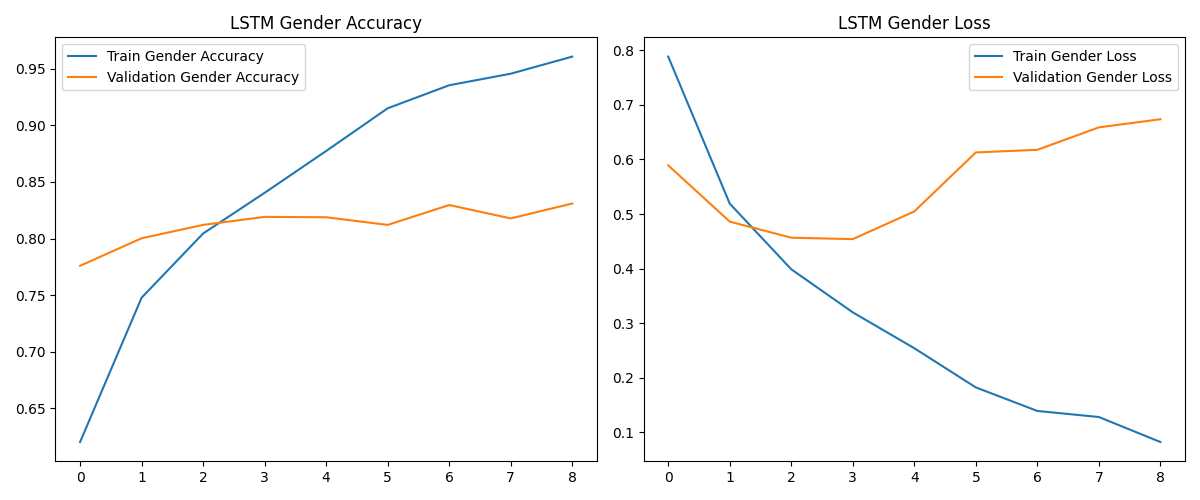 LSTM Gender Accuracy
Train Gender Accuracy
Validation Gender Accuracy
0.95
0.90
0.85
0.80
0.75
0.70
0.65
0 1 2 3 4 5 6 7 8
LSTM Gender Loss
Train Gender Loss
Validation Gender Loss
0.8
0.7
0.6
0.5
0.4
0.3
0.2
0.1
0 1 2 3 4 5 6 7 8